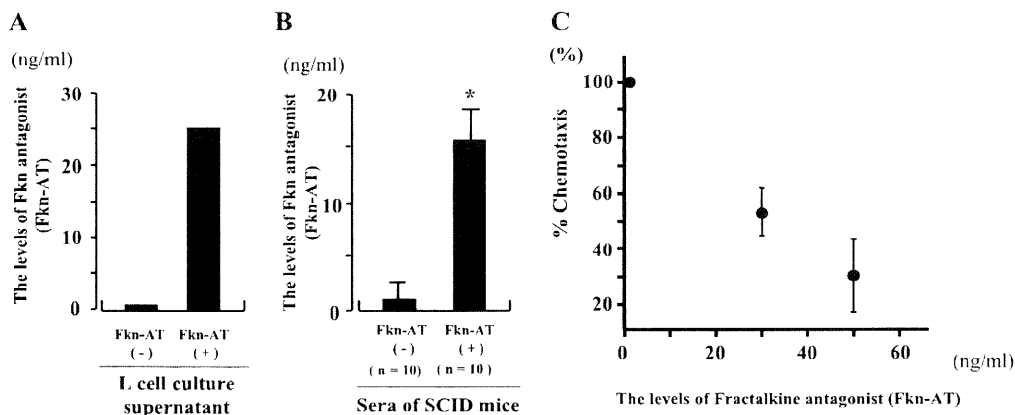 A
(ng/ml)
The levels of Fkn antagonist
(Fkn-AT)
30
20
10
0
Fkn-AT
(-)
Fkn-AT
(+)
L cell culture
supernatant
B
(ng/ml)
The levels of Fkn antagonist
(Fkn-AT)
20
10
0
*
Fkn-AT
(-)
(n = 10)
Fkn-AT
(+)
(n = 10)
Sera of SCID mice
C
(%)
% Chemotaxis
100
80
60
40
20
0
20
40
60
(ng/ml)
The levels of Fractalkine antagonist (Fkn-AT)